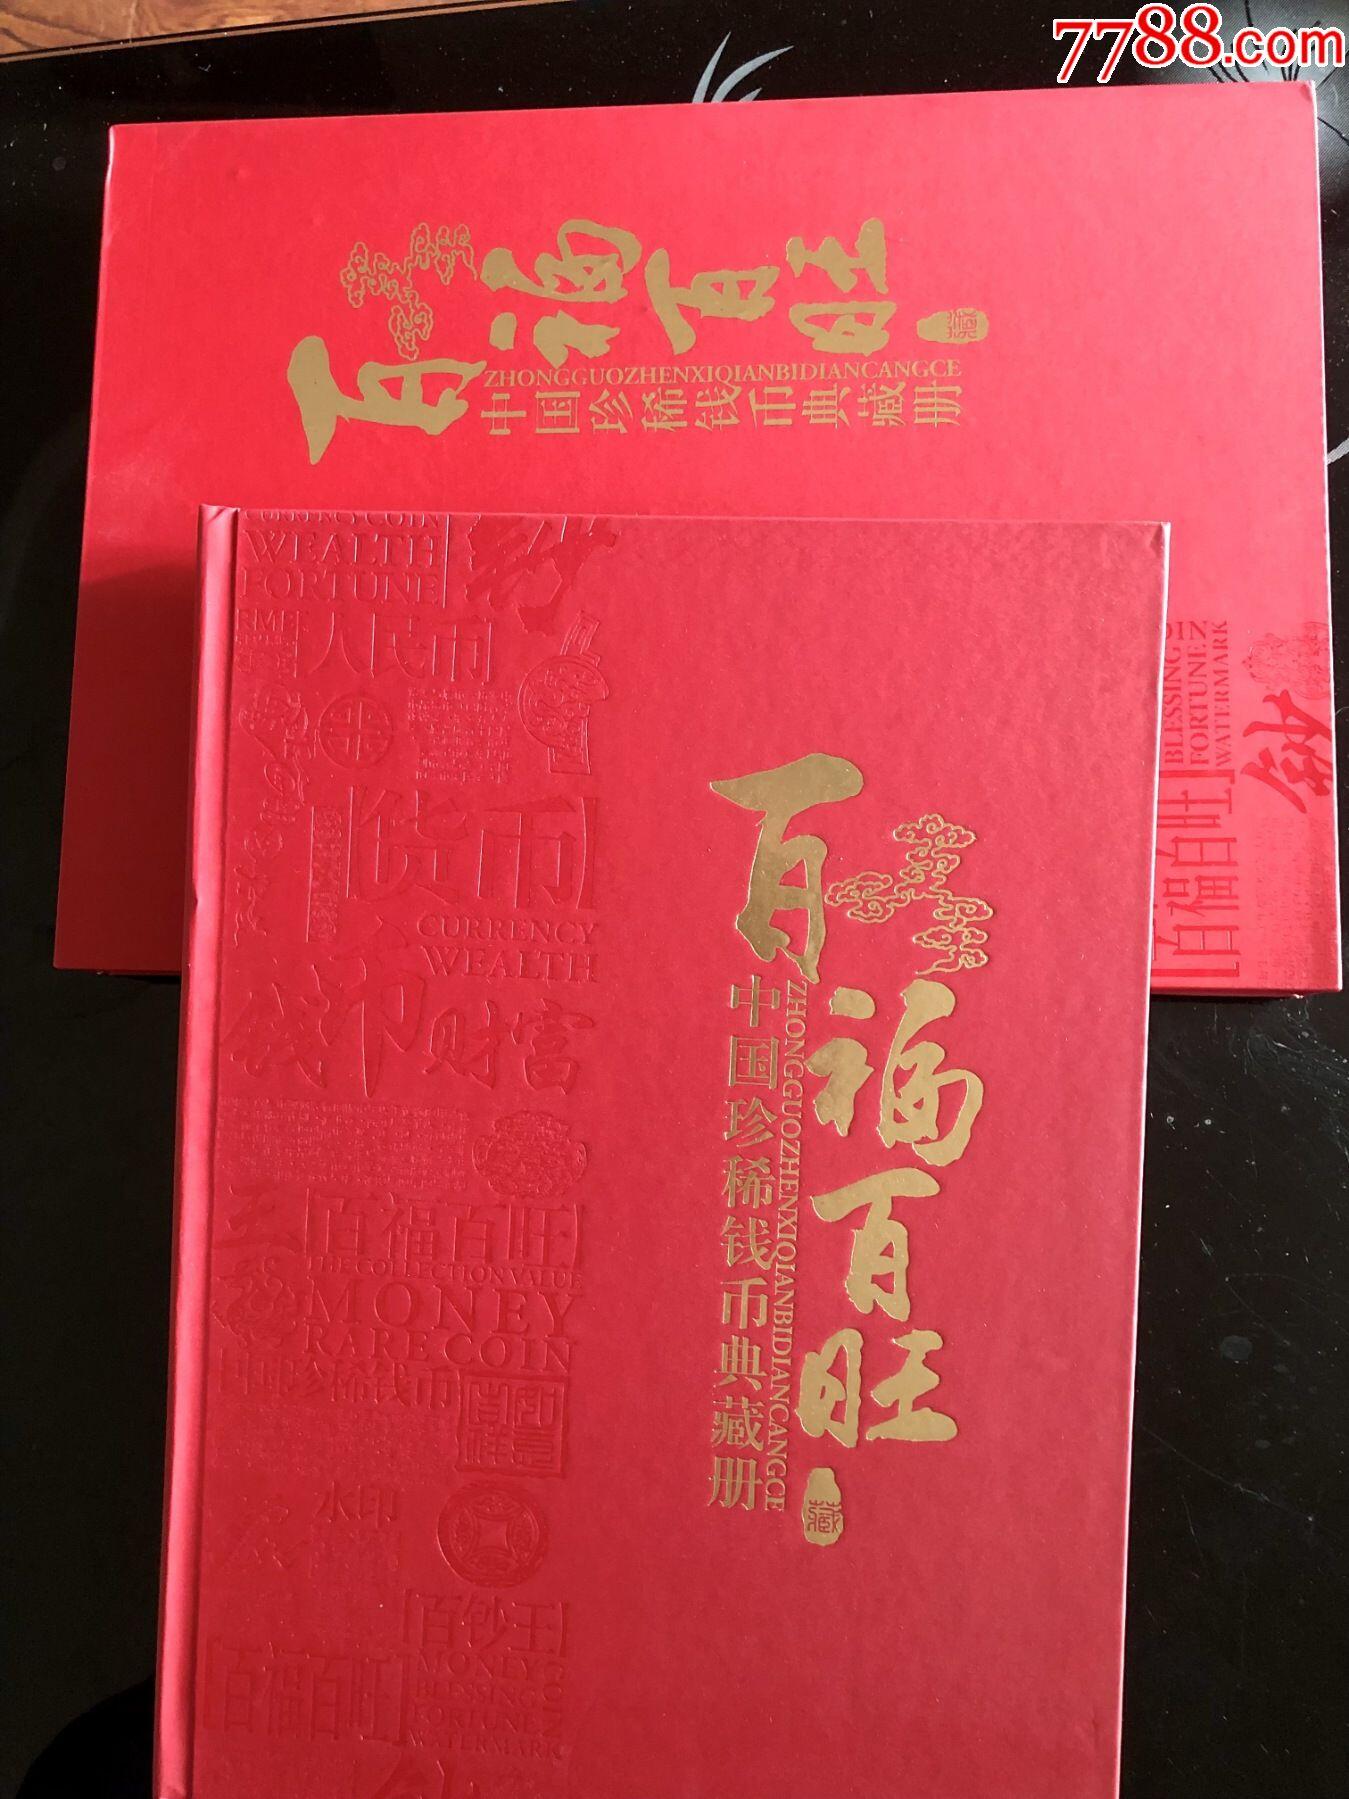 7788.com
百福百旺
ZHONGGUOZHENXIQIANBIDIANCANGCE
中国珍稀钱币典藏册
藏
BLESSING
FORTUNE
WATERMARK
百福百旺
CURRENCY COIN
WEALTH
FORTUNE
钞
RMB
人民币
货币
CURRENCY
WEALTH
钱币财富
百福百旺
THE COLLECTION VALUE
MONEY
RARE COIN
中国珍稀钱币
水印
百钞王
MONEY
BLESSING
FORTUNE
WATERMARK
百福百旺
百福百旺
ZHONGGUOZHENXIQIANBIDIANCANGCE
中国珍稀钱币典藏册
藏